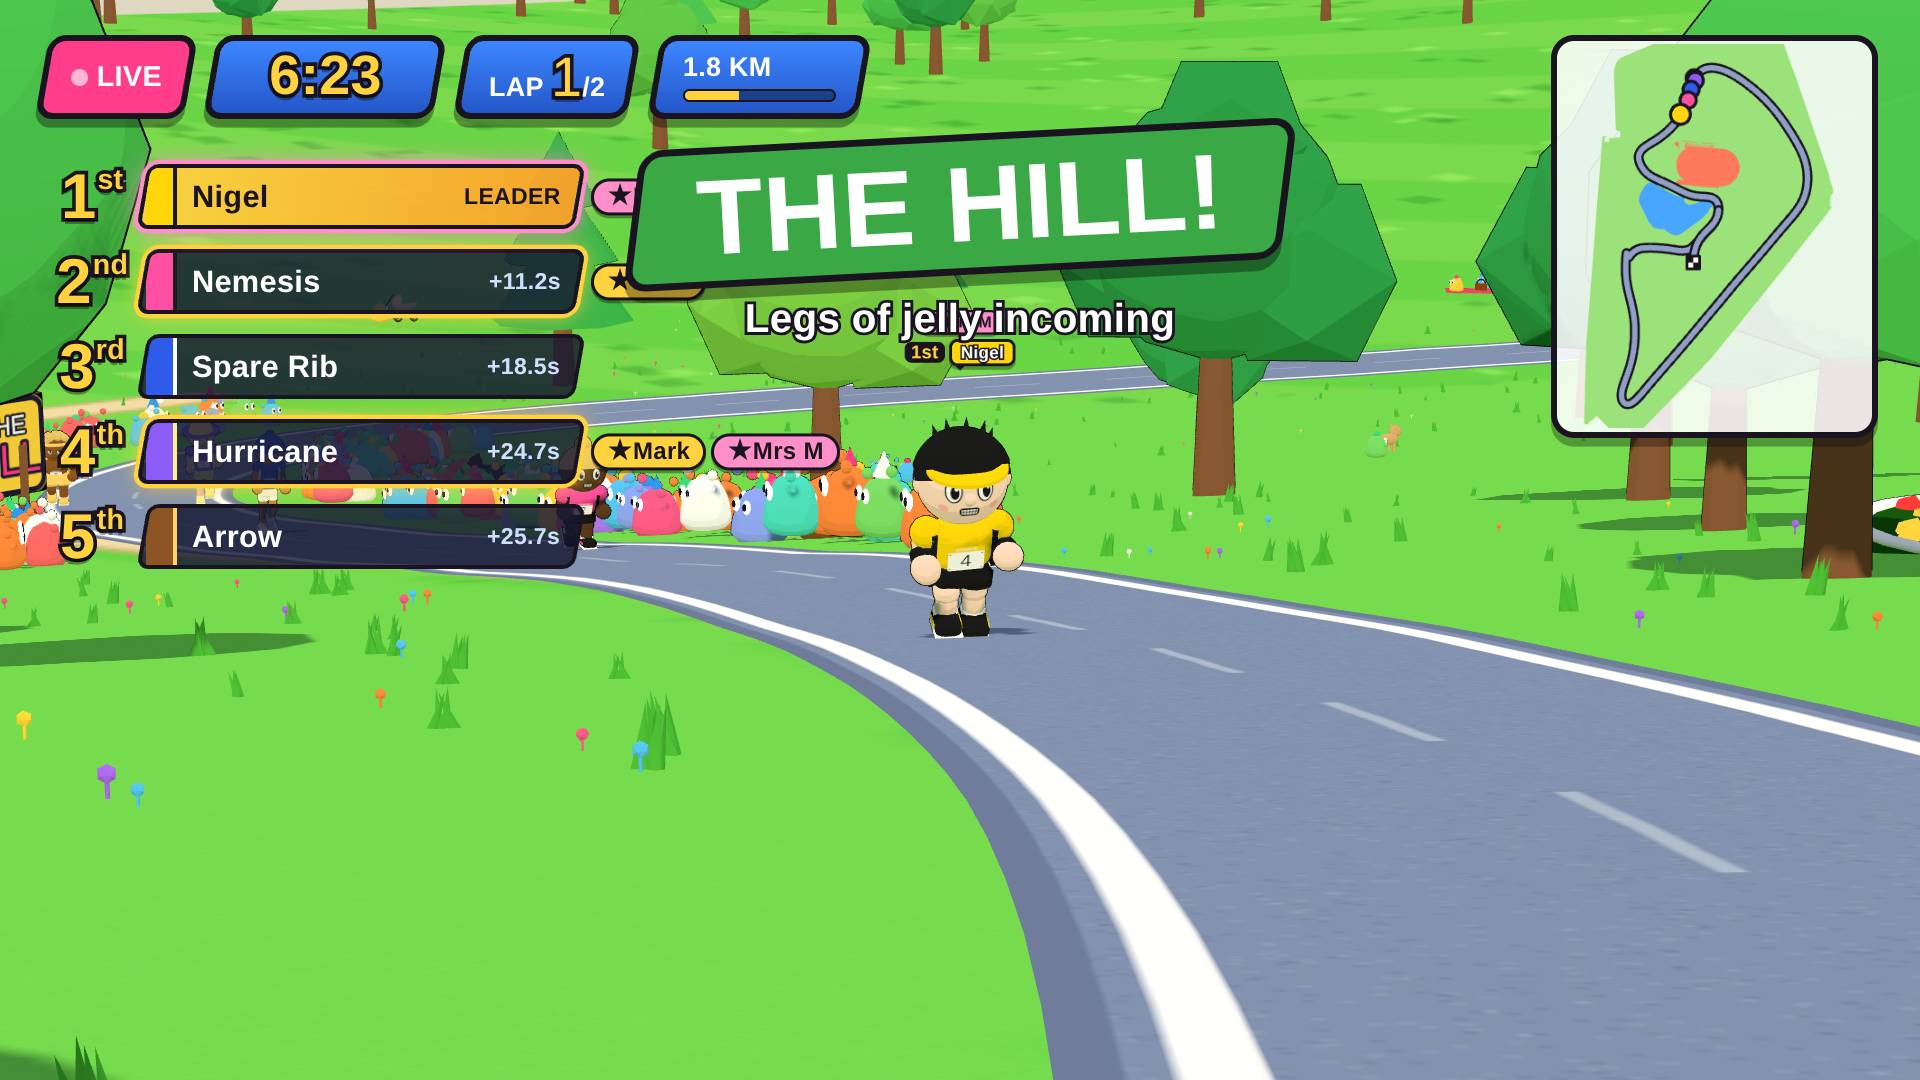 LIVE
6:23
LAP 1/2
1.8 KM
THE HILL!
Legs of jelly incoming
1st Nigel LEADER
2nd Nemesis +11.2s
3rd Spare Rib +18.5s
4th Hurricane +24.7s ★Mark ★Mrs M
5th Arrow +25.7s
1st Nigel
4